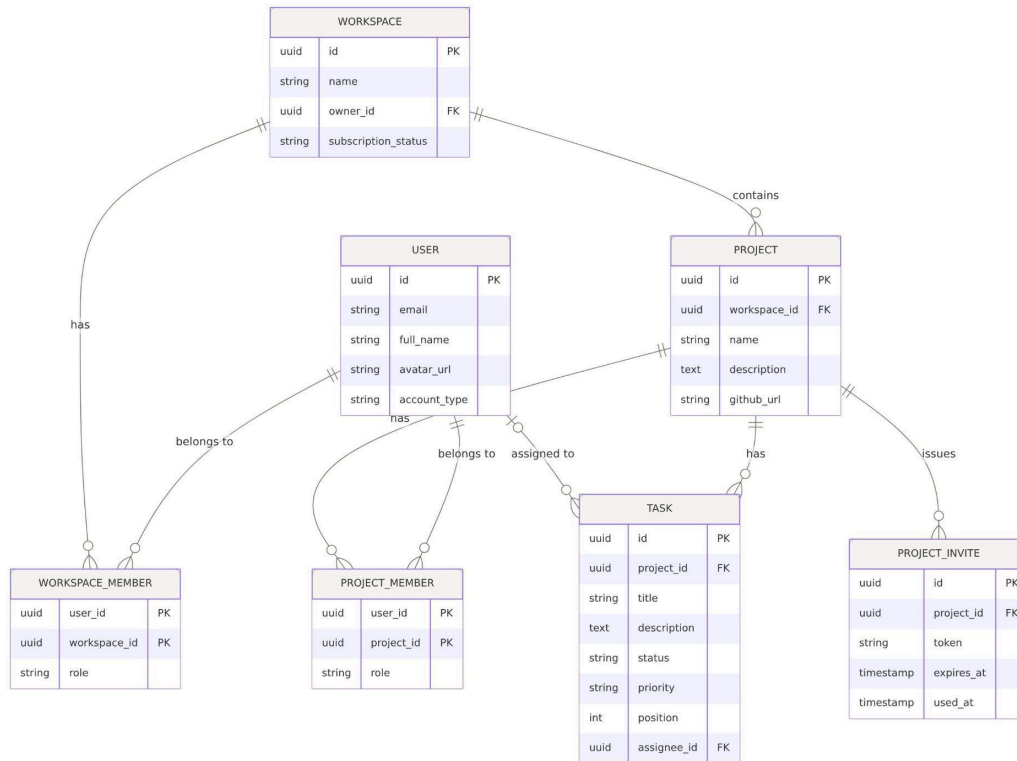 WORKSPACE
uuid id PK
string name
uuid owner_id FK
string subscription_status
contains
USER
uuid id PK
string email
string full_name
string avatar_url
string account_type
PROJECT
uuid id PK
uuid workspace_id FK
string name
text description
string github_url
has
has
belongs to
belongs to
assigned to
has
issues
WORKSPACE_MEMBER
uuid user_id PK
uuid workspace_id PK
string role
PROJECT_MEMBER
uuid user_id PK
uuid project_id PK
string role
TASK
uuid id PK
uuid project_id FK
string title
text description
string status
string priority
int position
uuid assignee_id FK
PROJECT_INVITE
uuid id PK
uuid project_id FK
string token
timestamp expires_at
timestamp used_at